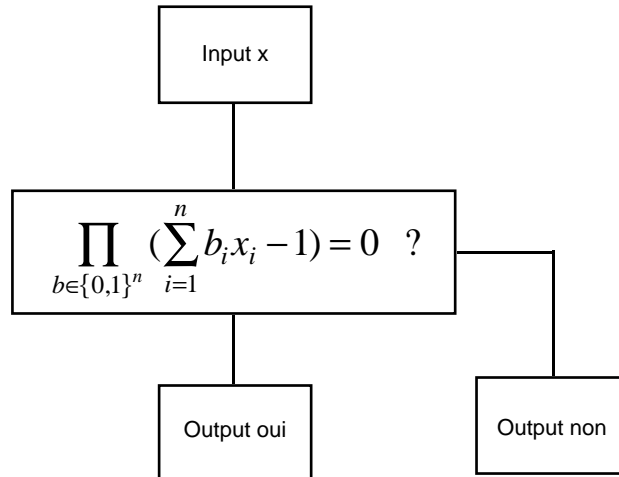 Input x
∏_{b∈{0,1}^n} (∑_{i=1}^{n} b_i x_i − 1) = 0 ?
Output oui
Output non